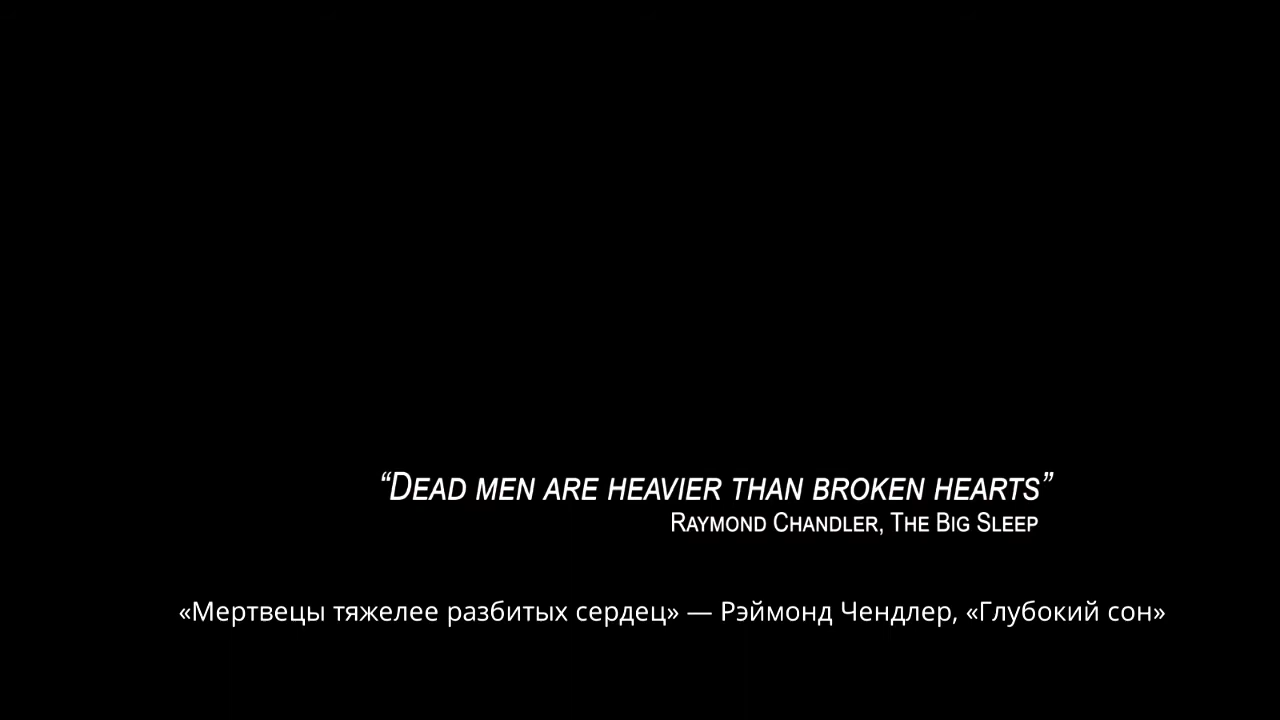 “DEAD MEN ARE HEAVIER THAN BROKEN HEARTS”
RAYMOND CHANDLER, THE BIG SLEEP
«Мертвецы тяжелее разбитых сердец» — Рэймонд Чендлер, «Глубокий сон»